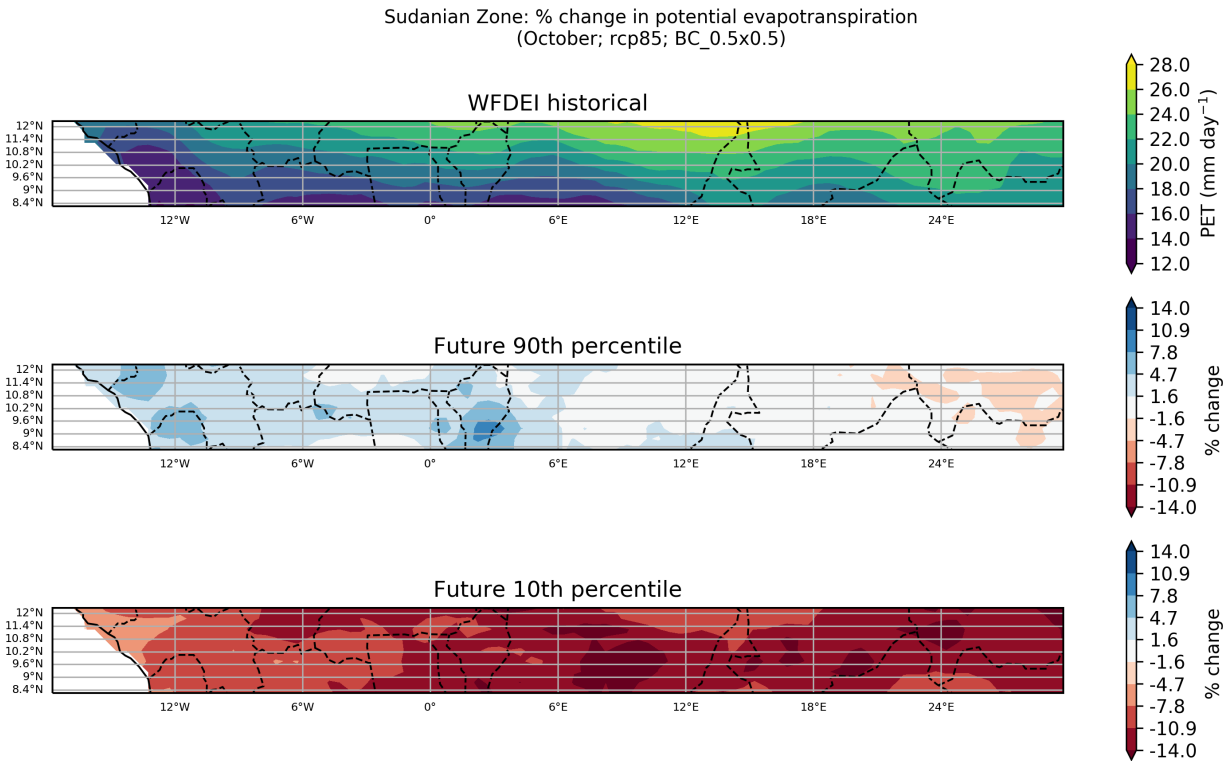 Sudanian Zone: % change in potential evapotranspiration
(October; rcp85; BC_0.5x0.5)
WFDEI historical
12°N
11.4°N
10.8°N
10.2°N
9.6°N
9°N
8.4°N
12°W 6°W 0° 6°E 12°E 18°E 24°E
28.0
26.0
24.0
22.0
20.0
18.0
16.0
14.0
12.0
PET (mm day⁻¹)
Future 90th percentile
12°N
11.4°N
10.8°N
10.2°N
9.6°N
9°N
8.4°N
12°W 6°W 0° 6°E 12°E 18°E 24°E
14.0
10.9
7.8
4.7
1.6
-1.6
-4.7
-7.8
-10.9
-14.0
% change
Future 10th percentile
12°N
11.4°N
10.8°N
10.2°N
9.6°N
9°N
8.4°N
12°W 6°W 0° 6°E 12°E 18°E 24°E
14.0
10.9
7.8
4.7
1.6
-1.6
-4.7
-7.8
-10.9
-14.0
% change